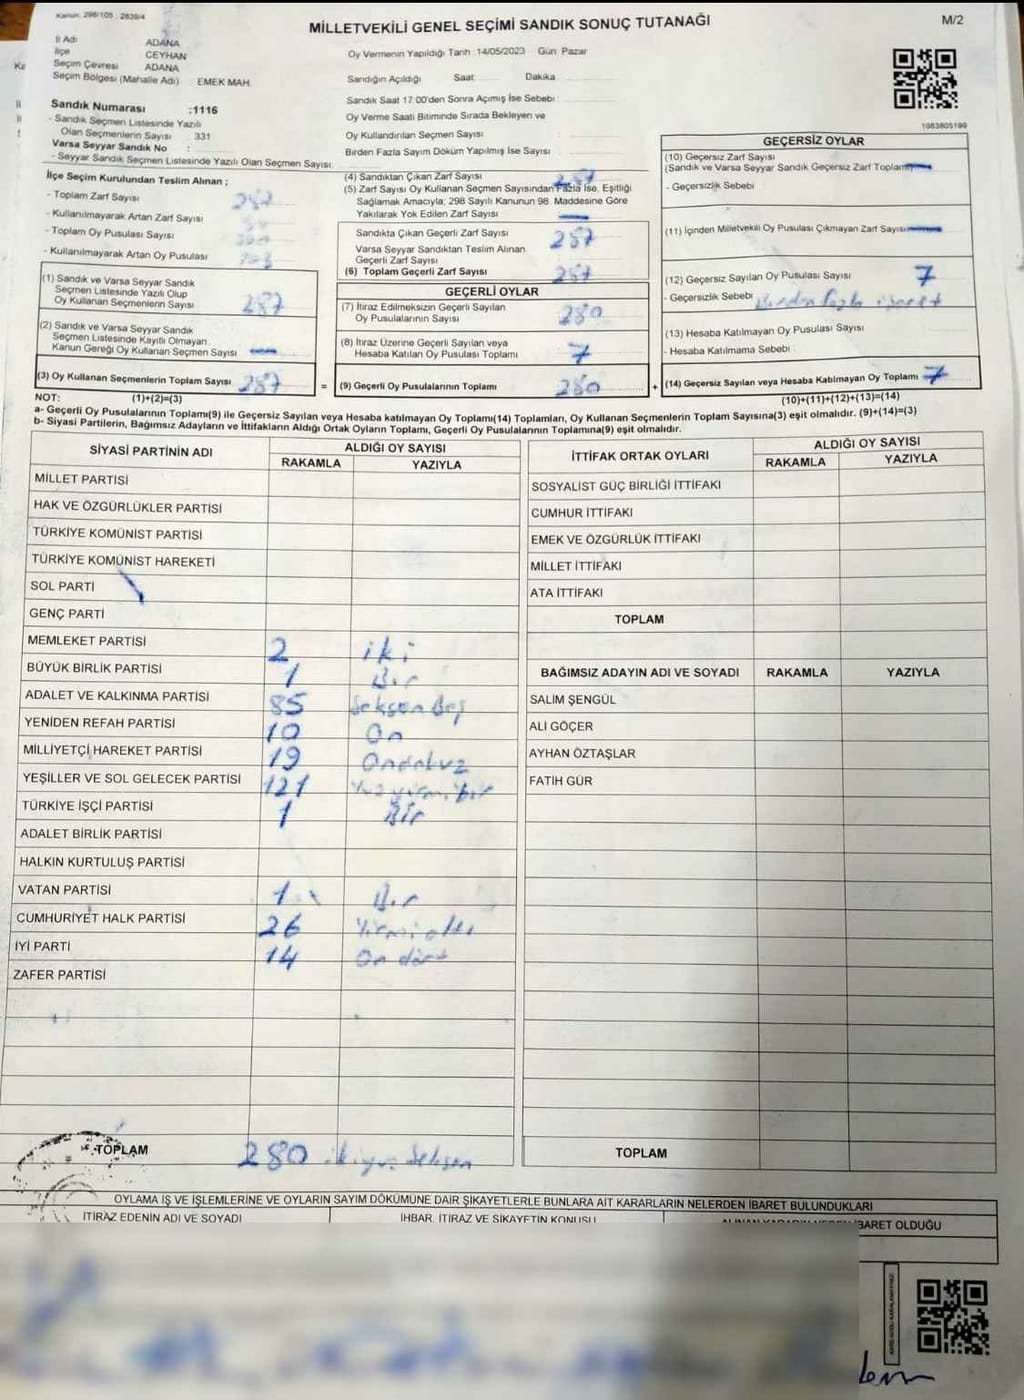 Kanun: 298/105 - 2839/4
MİLLETVEKİLİ GENEL SEÇİMİ SANDIK SONUÇ TUTANAĞI
M/2
İl Adı ADANA
İlçe CEYHAN
Seçim Çevresi ADANA
Seçim Bölgesi (Mahalle Adı) EMEK MAH.
Sandık Numarası :1116
- Sandık Seçmen Listesinde Yazılı
Olan Seçmenlerin Sayısı 331
Varsa Seyyar Sandık No :
- Seyyar Sandık Seçmen Listesinde Yazılı Olan Seçmen Sayısı:
Oy Vermenin Yapıldığı Tarih : 14/05/2023 Gün: Pazar
Sandığın Açıldığı Saat Dakika
Sandık Saat 17:00'den Sonra Açımış İse Sebebi
Oy Verme Saati Bitiminde Sırada Bekleyen ve
Oy Kullandırılan Seçmen Sayısı
Birden Fazla Sayım Döküm Yapılmış İse Sayısı
1083805199
İlçe Seçim Kurulundan Teslim Alınan ;
- Toplam Zarf Sayısı
- Kullanılmayarak Artan Zarf Sayısı
- Toplam Oy Pusulası Sayısı
- Kullanılmayarak Artan Oy Pusulası
(1) Sandık ve Varsa Seyyar Sandık
Seçmen Listesinde Yazılı Olup
Oy Kullanan Seçmenlerin Sayısı 287
(2) Sandık ve Varsa Seyyar Sandık
Seçmen Listesinde Kayıtlı Olmayan
Kanun Gereği Oy Kullanan Seçmen Sayısı
(3) Oy Kullanan Seçmenlerin Toplam Sayısı 287
(4) Sandıktan Çıkan Zarf Sayısı 287
(5) Zarf Sayısı Oy Kullanan Seçmen Sayısından Fazla İse, Eşitliği
Sağlamak Amacıyla; 298 Sayılı Kanunun 98. Maddesine Göre
Yakılarak Yok Edilen Zarf Sayısı
Sandıkta Çıkan Geçerli Zarf Sayısı 287
Varsa Seyyar Sandıktan Teslim Alınan
Geçerli Zarf Sayısı
(6) Toplam Geçerli Zarf Sayısı 287
GEÇERLİ OYLAR
(7) İtiraz Edilmeksizin Geçerli Sayılan
Oy Pusulalarının Sayısı 280
(8) İtiraz Üzerine Geçerli Sayılan veya
Hesaba Katılan Oy Pusulası Toplamı 7
= (9) Geçerli Oy Pusulalarının Toplamı 280
GEÇERSİZ OYLAR
(10) Geçersiz Zarf Sayısı
(Sandık ve Varsa Seyyar Sandık Geçersiz Zarf Toplamı)
- Geçersizlik Sebebi
(11) İçinden Milletvekili Oy Pusulası Çıkmayan Zarf Sayısı
(12) Geçersiz Sayılan Oy Pusulası Sayısı 7
- Geçersizlik Sebebi Birden fazla işaret
(13) Hesaba Katılmayan Oy Pusulası Sayısı
- Hesaba Katılmama Sebebi
+ (14) Geçersiz Sayılan veya Hesaba Katılmayan Oy Toplamı 7
NOT: (1)+(2)=(3)
(10)+(11)+(12)+(13)=(14)
a- Geçerli Oy Pusulalarının Toplamı(9) ile Geçersiz Sayılan veya Hesaba katılmayan Oy Toplamı(14) Toplamları, Oy Kullanan Seçmenlerin Toplam Sayısına(3) eşit olmalıdır. (9)+(14)=(3)
b- Siyasi Partilerin, Bağımsız Adayların ve İttifakların Aldığı Ortak Oyların Toplamı, Geçerli Oy Pusulalarının Toplamına(9) eşit olmalıdır.
SİYASİ PARTİNİN ADI ALDIĞI OY SAYISI
RAKAMLA YAZIYLA
MİLLET PARTİSİ
HAK VE ÖZGÜRLÜKLER PARTİSİ
TÜRKİYE KOMÜNİST PARTİSİ
TÜRKİYE KOMÜNİST HAREKETİ
SOL PARTİ
GENÇ PARTİ
MEMLEKET PARTİSİ 2 iki
BÜYÜK BİRLİK PARTİSİ 1 Bir
ADALET VE KALKINMA PARTİSİ 85 Seksen Beş
YENİDEN REFAH PARTİSİ 10 On
MİLLİYETÇİ HAREKET PARTİSİ 19 Ondokuz
YEŞİLLER VE SOL GELECEK PARTİSİ 121 Yüz yirmi bir
TÜRKİYE İŞÇİ PARTİSİ 1 Bir
ADALET BİRLİK PARTİSİ
HALKIN KURTULUŞ PARTİSİ
VATAN PARTİSİ 1 Bir
CUMHURİYET HALK PARTİSİ 26 Yirmi altı
İYİ PARTİ 14 On dört
ZAFER PARTİSİ
TOPLAM 280 ikiyüz Seksen
İTTİFAK ORTAK OYLARI ALDIĞI OY SAYISI
RAKAMLA YAZIYLA
SOSYALİST GÜÇ BİRLİĞİ İTTİFAKI
CUMHUR İTTİFAKI
EMEK VE ÖZGÜRLÜK İTTİFAKI
MİLLET İTTİFAKI
ATA İTTİFAKI
TOPLAM
BAĞIMSIZ ADAYIN ADI VE SOYADI RAKAMLA YAZIYLA
SALİM ŞENGÜL
ALİ GÖÇER
AYHAN ÖZTAŞLAR
FATİH GÜR
TOPLAM
OYLAMA İŞ VE İŞLEMLERİNE VE OYLARIN SAYIM DÖKÜMÜNE DAİR ŞİKAYETLERLE BUNLARA AİT KARARLARIN NELERDEN İBARET BULUNDUKLARI
İTİRAZ EDENİN ADI VE SOYADI İHBAR, İTİRAZ VE ŞİKAYETİN KONUSU ALINAN KARARIN NEDEN İBARET OLDUĞU